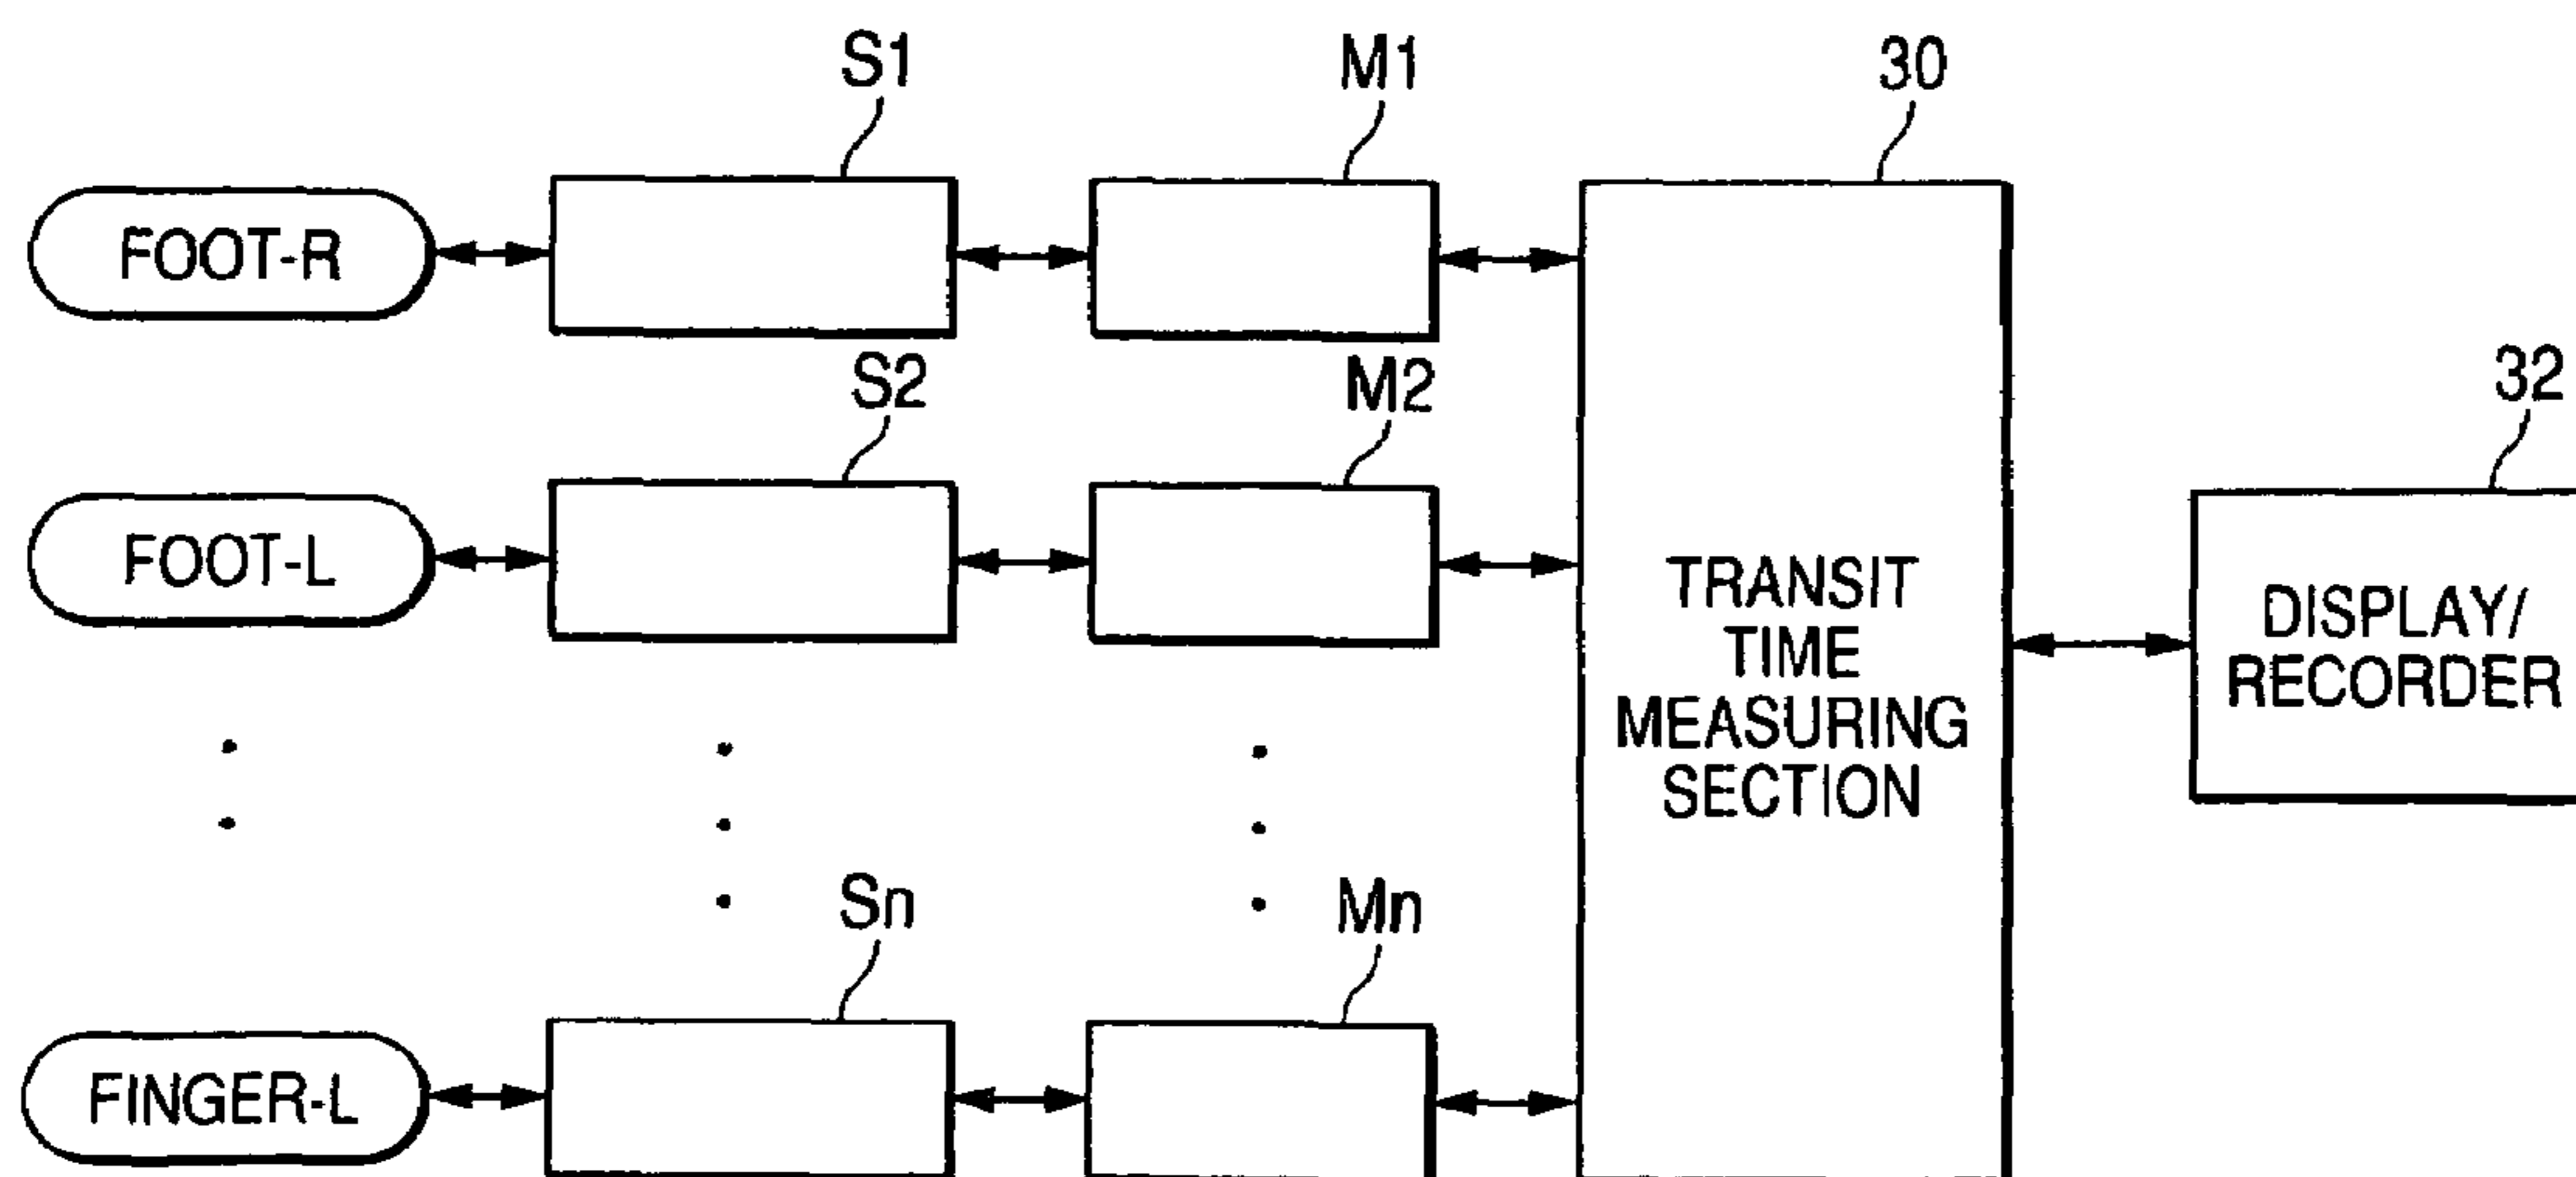 S1
M1
30
FOOT-R
S2
M2
32
FOOT-L
TRANSIT
TIME
MEASURING
SECTION
DISPLAY/
RECORDER
Sn
Mn
FINGER-L